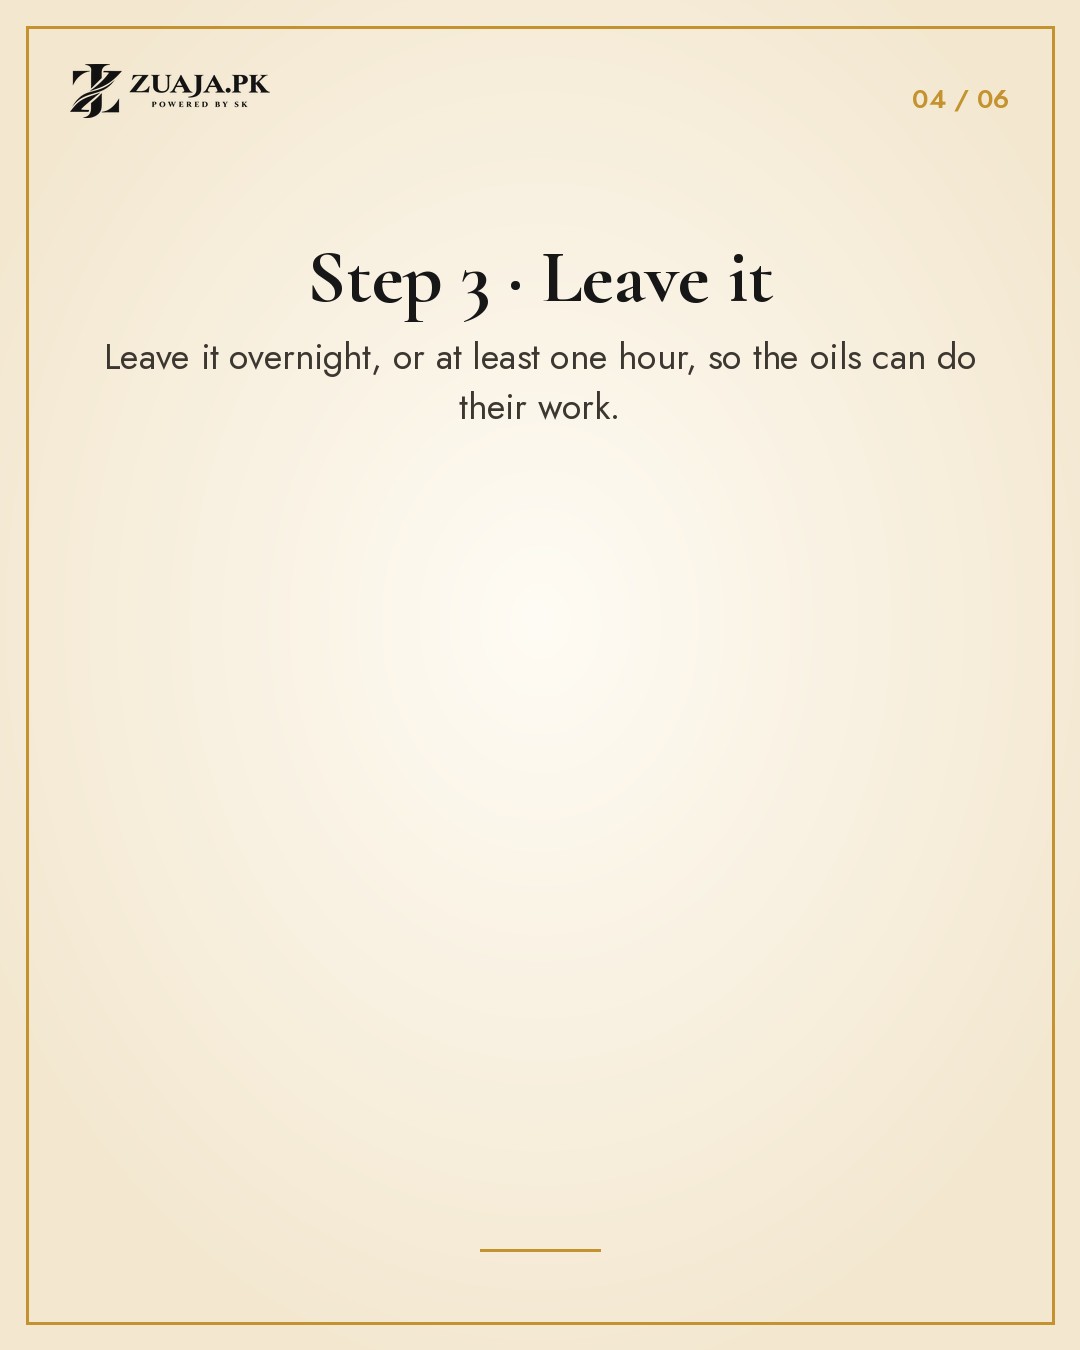 ZUAJA.PK
POWERED BY SK
04 / 06
Step 3 · Leave it
Leave it overnight, or at least one hour, so the oils can do
their work.